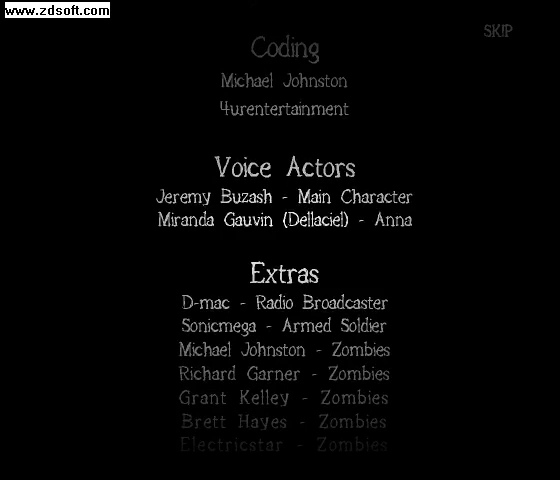 www.zdsoft.com
SKIP
Coding
Michael Johnston
4urentertainment
Voice Actors
Jeremy Buzash - Main Character
Miranda Gauvin (Dellaciel) - Anna
Extras
D-mac - Radio Broadcaster
Sonicmega - Armed Soldier
Michael Johnston - Zombies
Richard Garner - Zombies
Grant Kelley - Zombies
Brett Hayes - Zombies
Electricstar - Zombies